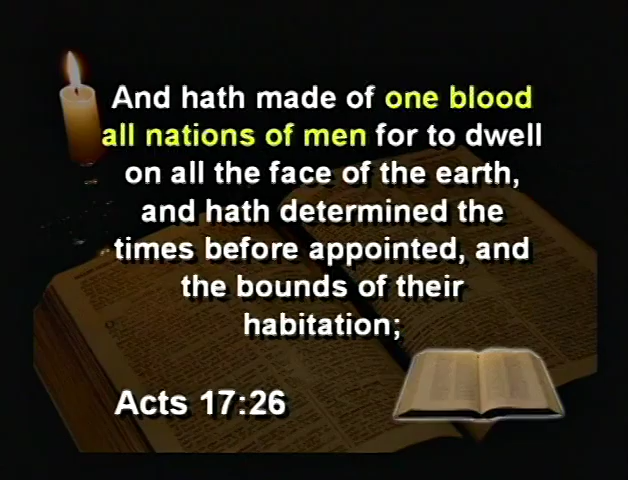 And hath made of one blood
all nations of men for to dwell
on all the face of the earth,
and hath determined the
times before appointed, and
the bounds of their
habitation;
Acts 17:26